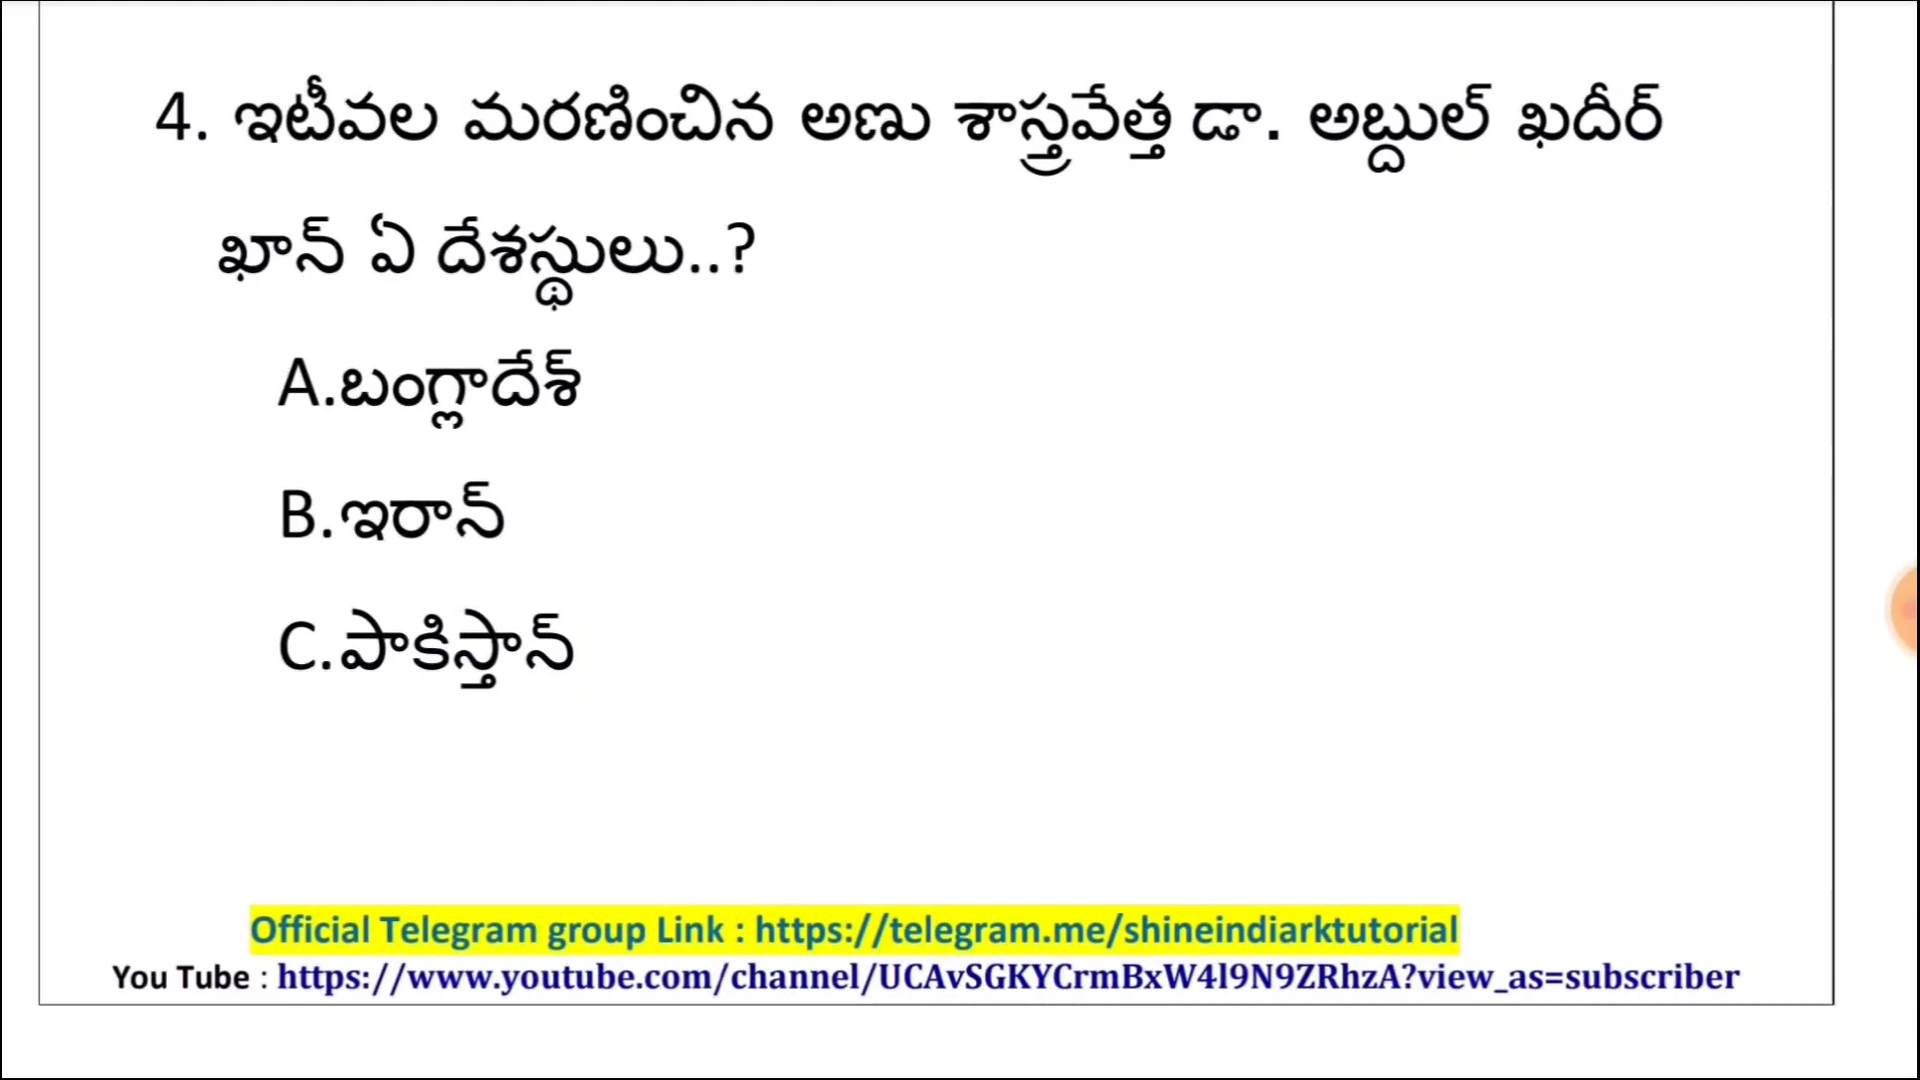 4. ఇటీవల మరణించిన అణు శాస్త్రవేత్త డా. అబ్దుల్ ఖదీర్
ఖాన్ ఏ దేశస్థులు..?
A.బంగ్లాదేశ్
B.ఇరాన్
C.పాకిస్తాన్
Official Telegram group Link : https://telegram.me/shineindiarktutorial
You Tube : https://www.youtube.com/channel/UCAvSGKYCrmBxW4l9N9ZRhzA?view_as=subscriber